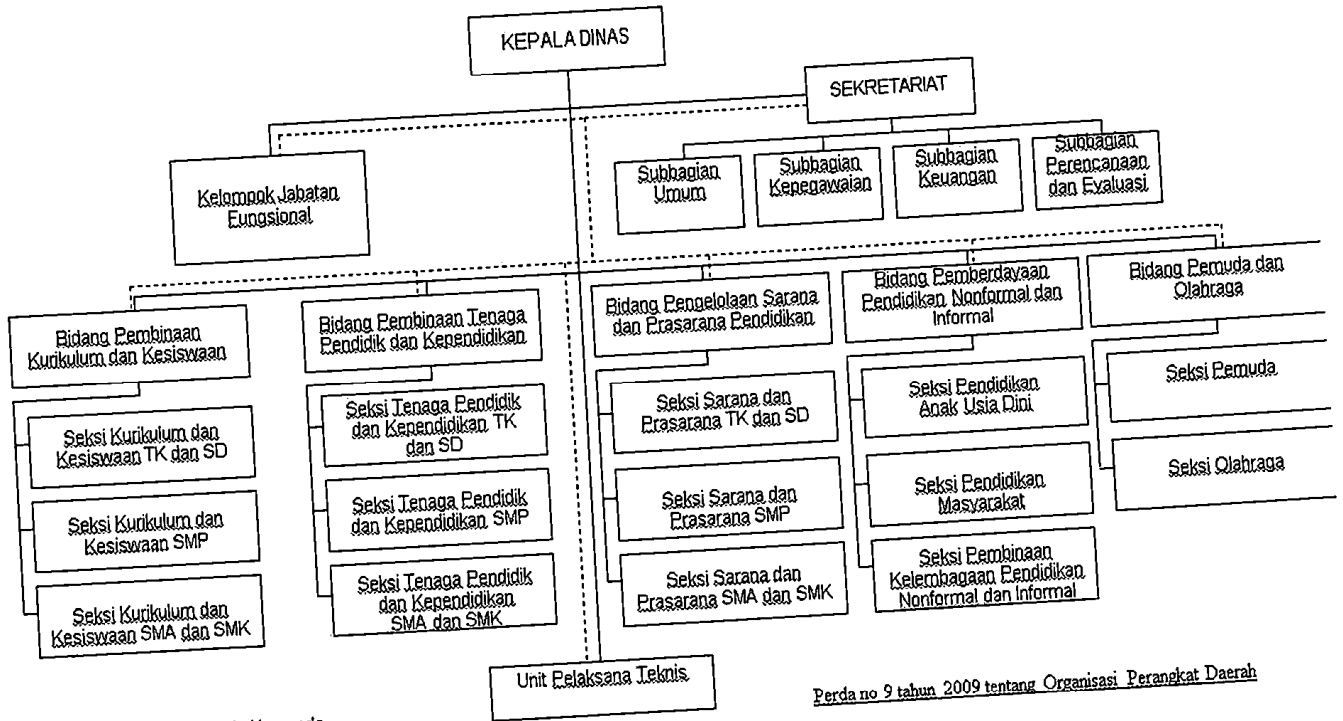 KEPALA DINAS
SEKRETARIAT
Kelompok Jabatan
Fungsional
Subbagian
Umum
Subbagian
Kepegawaian
Subbagian
Keuangan
Subbagian
Perencanaan
dan Evaluasi
Bidang Pembinaan
Kurikulum dan Kesiswaan
Seksi Kurikulum dan
Kesiswaan TK dan SD
Seksi Kurikulum dan
Kesiswaan SMP
Seksi Kurikulum dan
Kesiswaan SMA dan SMK
Bidang Pembinaan Tenaga
Pendidik dan Kependidikan
Seksi Tenaga Pendidik
dan Kependidikan TK
dan SD
Seksi Tenaga Pendidik
dan Kependidikan SMP
Seksi Tenaga Pendidik
dan Kependidikan
SMA dan SMK
Bidang Pengelolaan Sarana
dan Prasarana Pendidikan
Seksi Sarana dan
Prasarana TK dan SD
Seksi Sarana dan
Prasarana SMP
Seksi Sarana dan
Prasarana SMA dan SMK
Bidang Pemberdayaan
Pendidikan Nonformal dan
Informal
Seksi Pendidikan
Anak Usia Dini
Seksi Pendidikan
Masyarakat
Seksi Pembinaan
Kelembagaan Pendidikan
Nonformal dan Informal
Bidang Pemuda dan
Olahraga
Seksi Pemuda
Seksi Olahraga
Unit Pelaksana Teknis
Perda no 9 tahun 2009 tentang Organisasi Perangkat Daerah